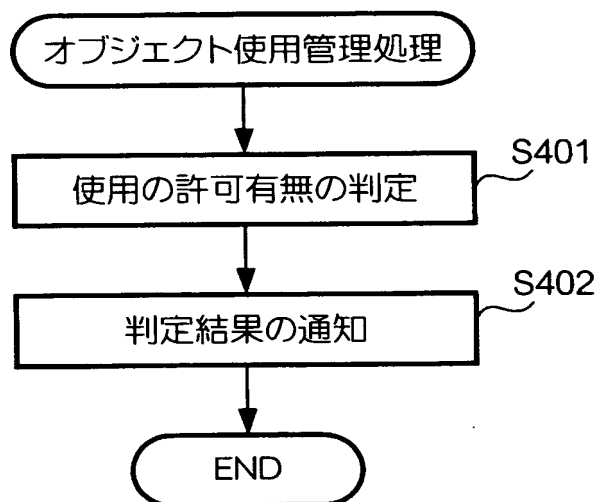 オブジェクト使用管理処理
S401
使用の許可有無の判定
S402
判定結果の通知
END